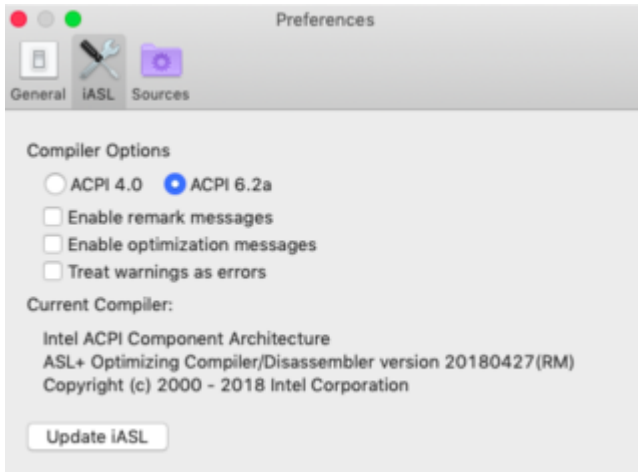 Preferences
General iASL Sources
Compiler Options
ACPI 4.0 ACPI 6.2a
Enable remark messages
Enable optimization messages
Treat warnings as errors
Current Compiler:
Intel ACPI Component Architecture
ASL+ Optimizing Compiler/Disassembler version 20180427(RM)
Copyright (c) 2000 - 2018 Intel Corporation
Update iASL